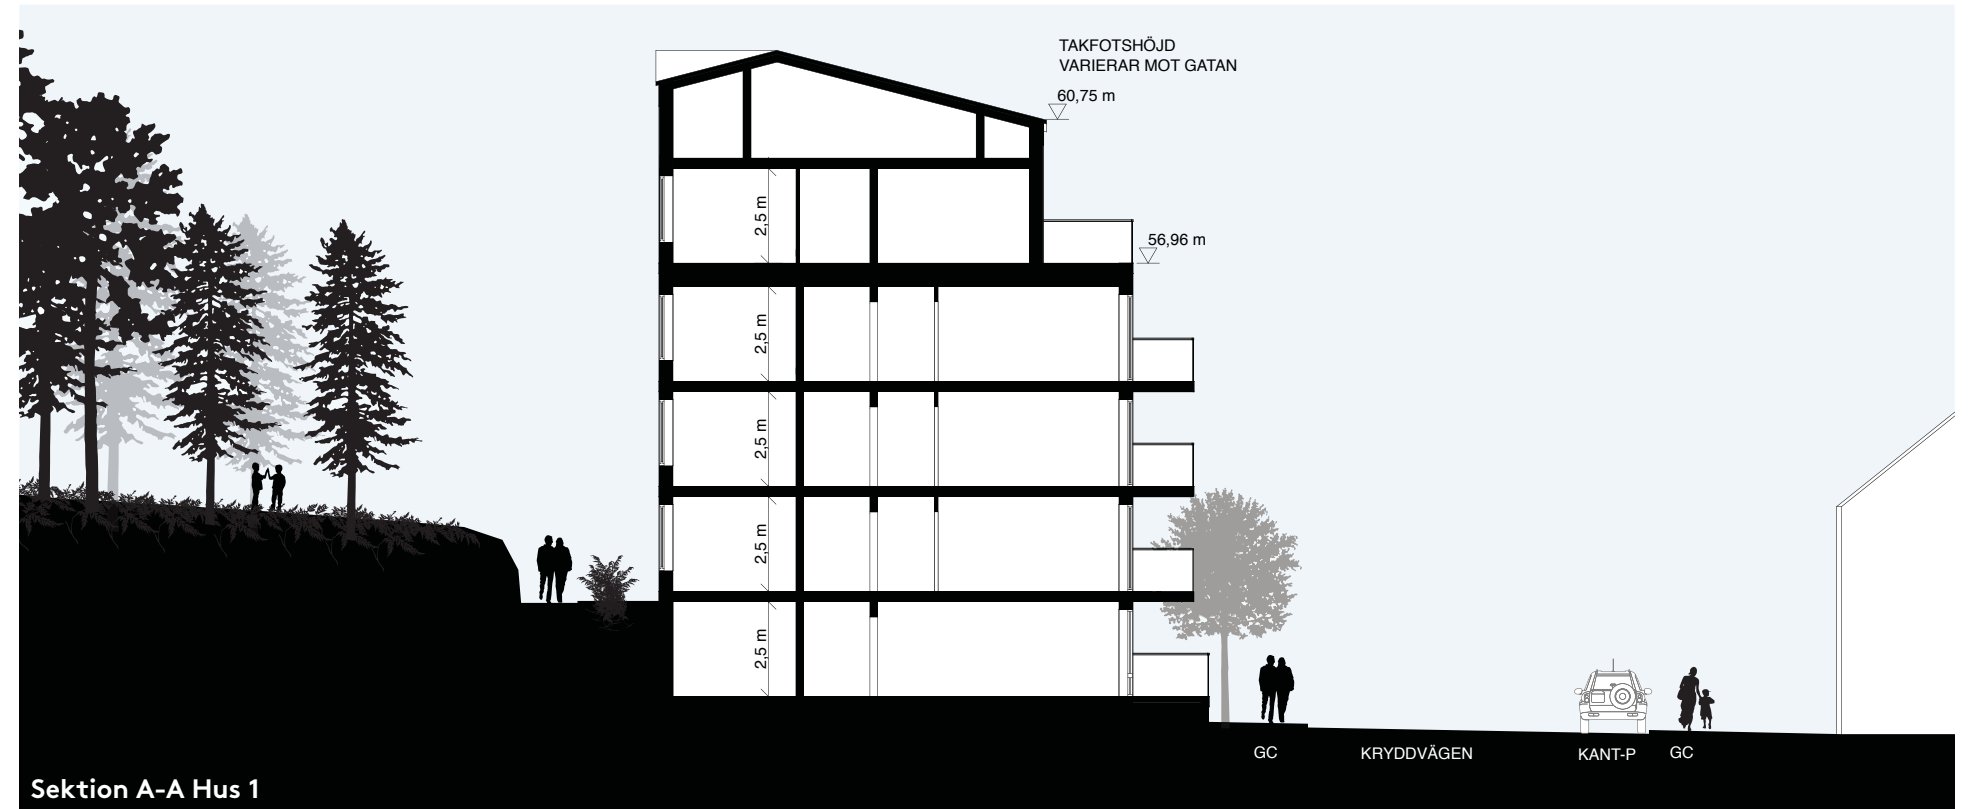 TAKFOTSHÖJD
VARIERAR MOT GATAN
60,75 m
2,5 m
56,96 m
2,5 m
2,5 m
2,5 m
2,5 m
GC
KRYDDVÄGEN
KANT-P
GC
Sektion A-A Hus 1